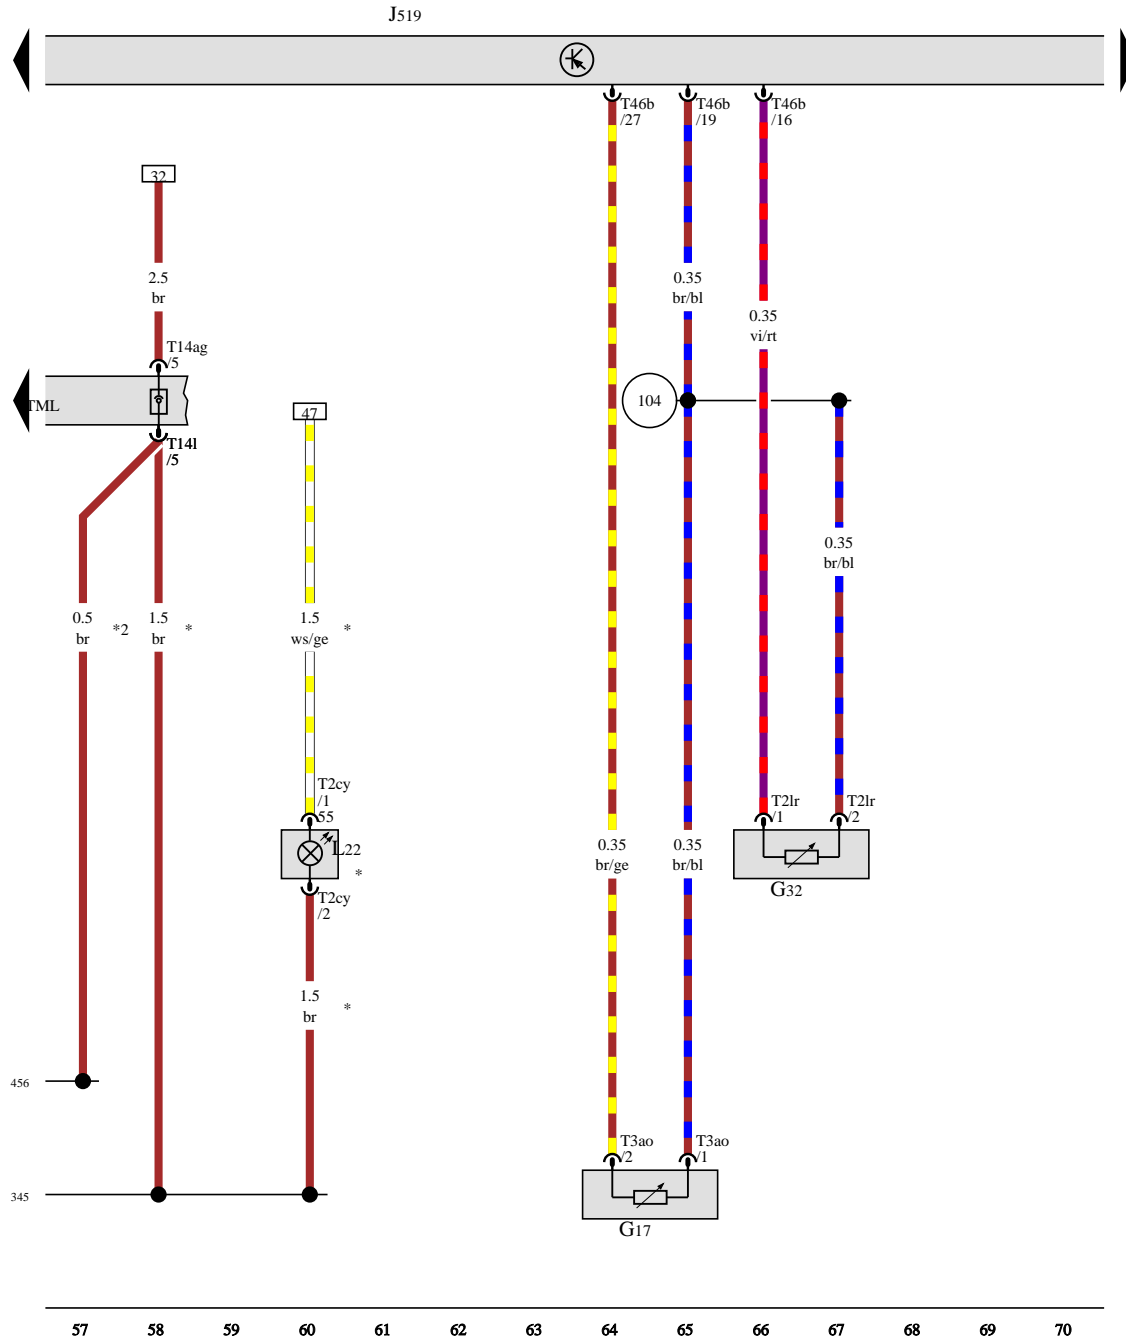 J519
T46b
/27
T46b
/19
T46b
/16
32
2.5
br
0.35
br/bl
0.35
vi/rt
T14ag
/5
TML
47
104
T14l
/5
0.35
br/bl
0.5
br
*2
1.5
br
*
1.5
ws/ge
*
T2cy
/1
55
T2lr
/1
T2lr
/2
L22
*
0.35
br/ge
0.35
br/bl
G32
T2cy
/2
1.5
br
*
456
T3ao
/2
T3ao
/1
345
G17
57 58 59 60 61 62 63 64 65 66 67 68 69 70